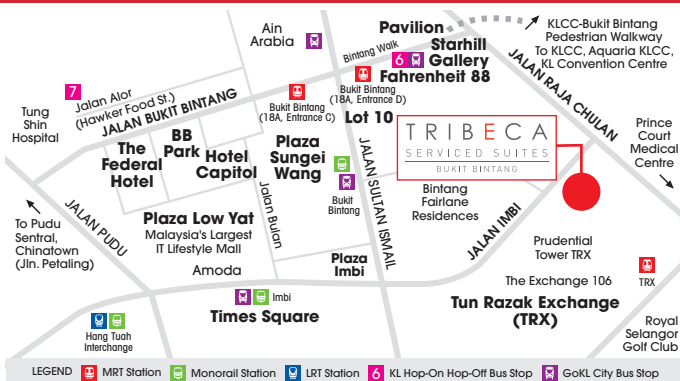 Ain
Arabia
Pavilion
Starhill
Gallery
Fahrenheit 88
6
Bintang Walk
KLCC-Bukit Bintang
Pedestrian Walkway
To KLCC, Aquaria KLCC,
KL Convention Centre
JALAN RAJA CHULAN
7
Jalan Alor
(Hawker Food St.)
JALAN BUKIT BINTANG
Tung
Shin
Hospital
Bukit Bintang
(18A, Entrance C)
Bukit Bintang
(18A, Entrance D)
Lot 10
TRIBECA
SERVICED SUITES
BUKIT BINTANG
Prince
Court
Medical
Centre
The
Federal
Hotel
BB
Park
Hotel
Capitol
Plaza
Sungei
Wang
Bukit
Bintang
JALAN SULTAN ISMAIL
Bintang
Fairlane
Residences
JALAN IMBI
Jalan Bulan
JALAN PUDU
To Pudu
Sentral,
Chinatown
(Jln. Petaling)
Plaza Low Yat
Malaysia's Largest
IT Lifestyle Mall
Amoda
Plaza
Imbi
Prudential
Tower TRX
The Exchange 106
TRX
Tun Razak Exchange
(TRX)
Imbi
Times Square
Hang Tuah
Interchange
Royal
Selangor
Golf Club
LEGEND MRT Station Monorail Station LRT Station 6 KL Hop-On Hop-Off Bus Stop GoKL City Bus Stop